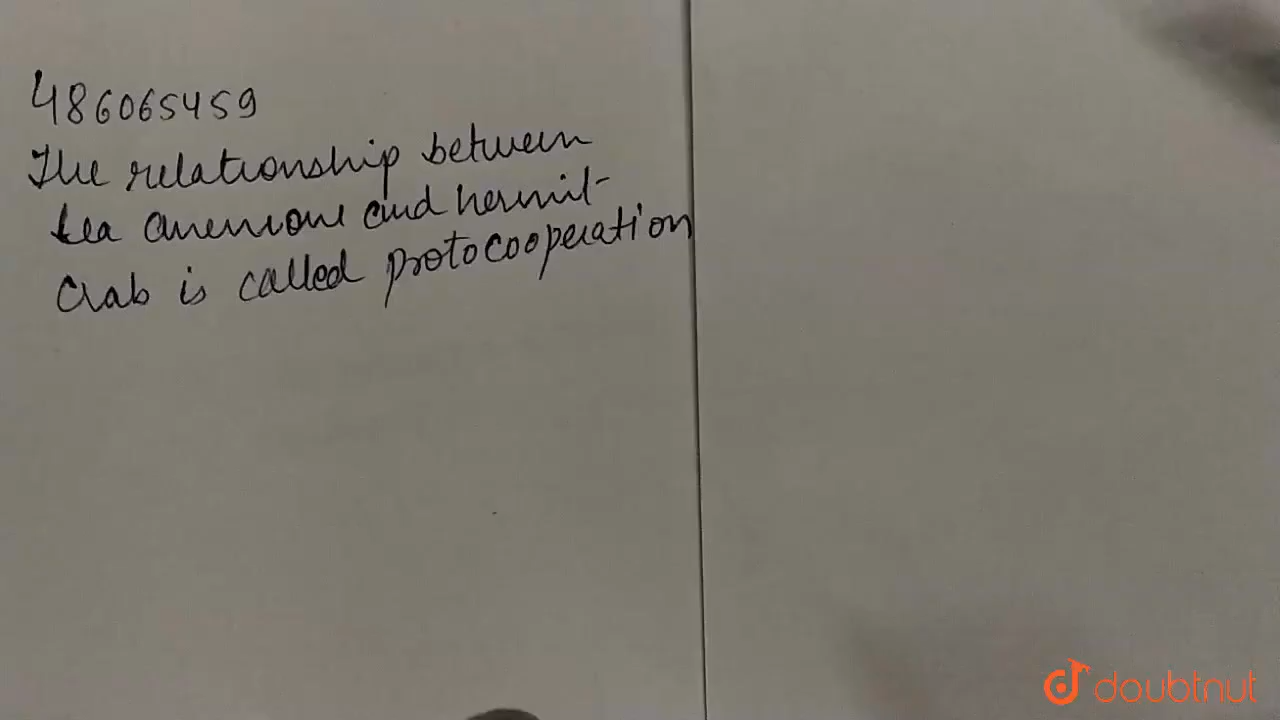 486065459
The relationship between
sea anemone and hermit
crab is called protocooperation
doubtnut